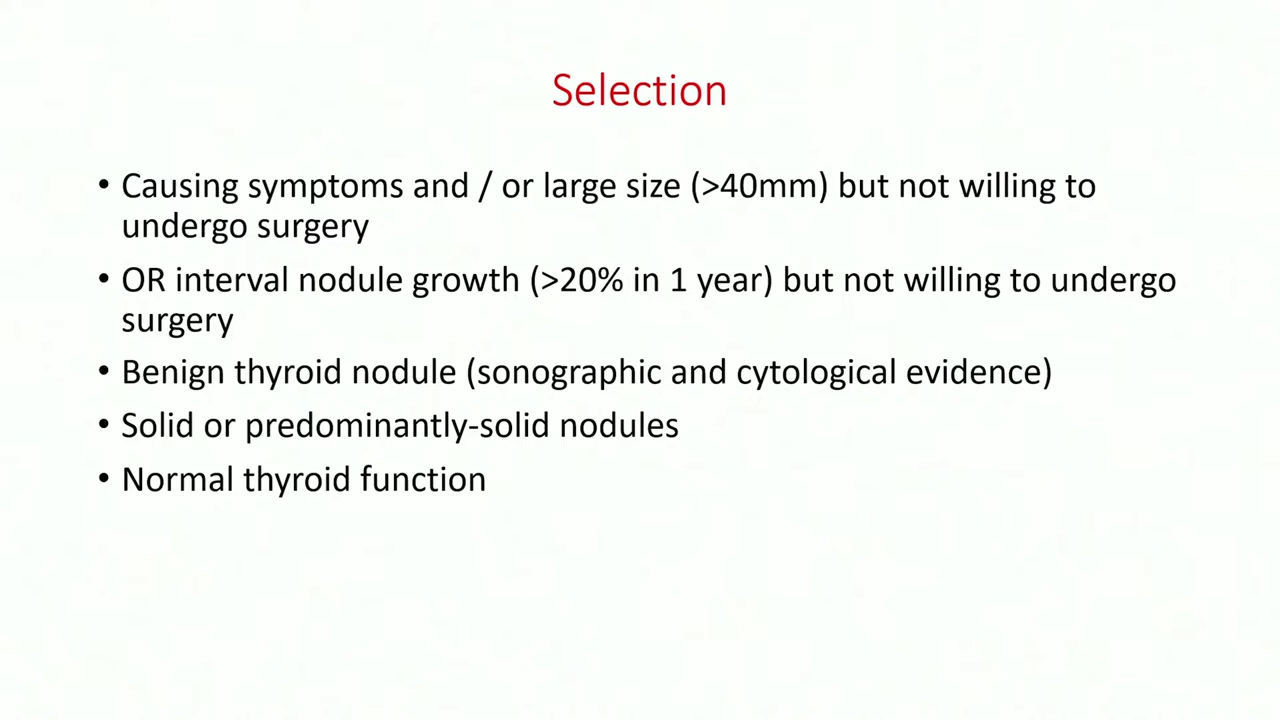 Selection
• Causing symptoms and / or large size (>40mm) but not willing to
undergo surgery
• OR interval nodule growth (>20% in 1 year) but not willing to undergo
surgery
• Benign thyroid nodule (sonographic and cytological evidence)
• Solid or predominantly-solid nodules
• Normal thyroid function